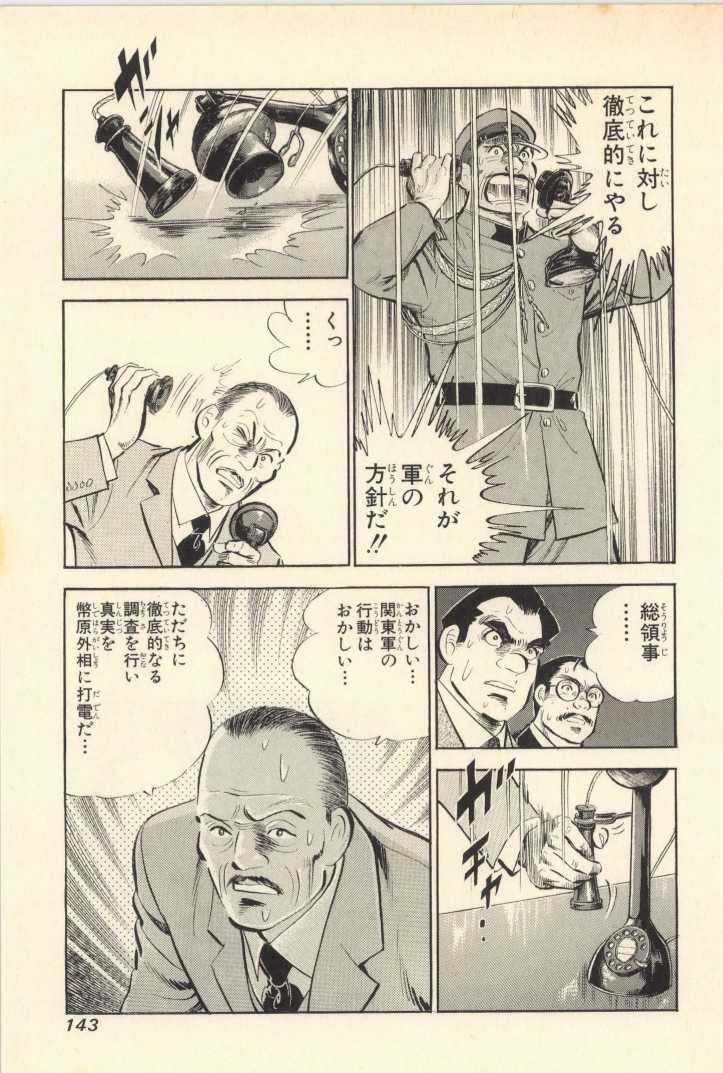 これに対し
徹底的にやる
それが
軍の
方針だ!!
ガッ
くっ
……
総領事
……
ガ
チャ
…
おかしい…
関東軍の
行動は
おかしい…
ただちに
徹底的なる
調査を行い
真実を
幣原外相に打電だ…
143